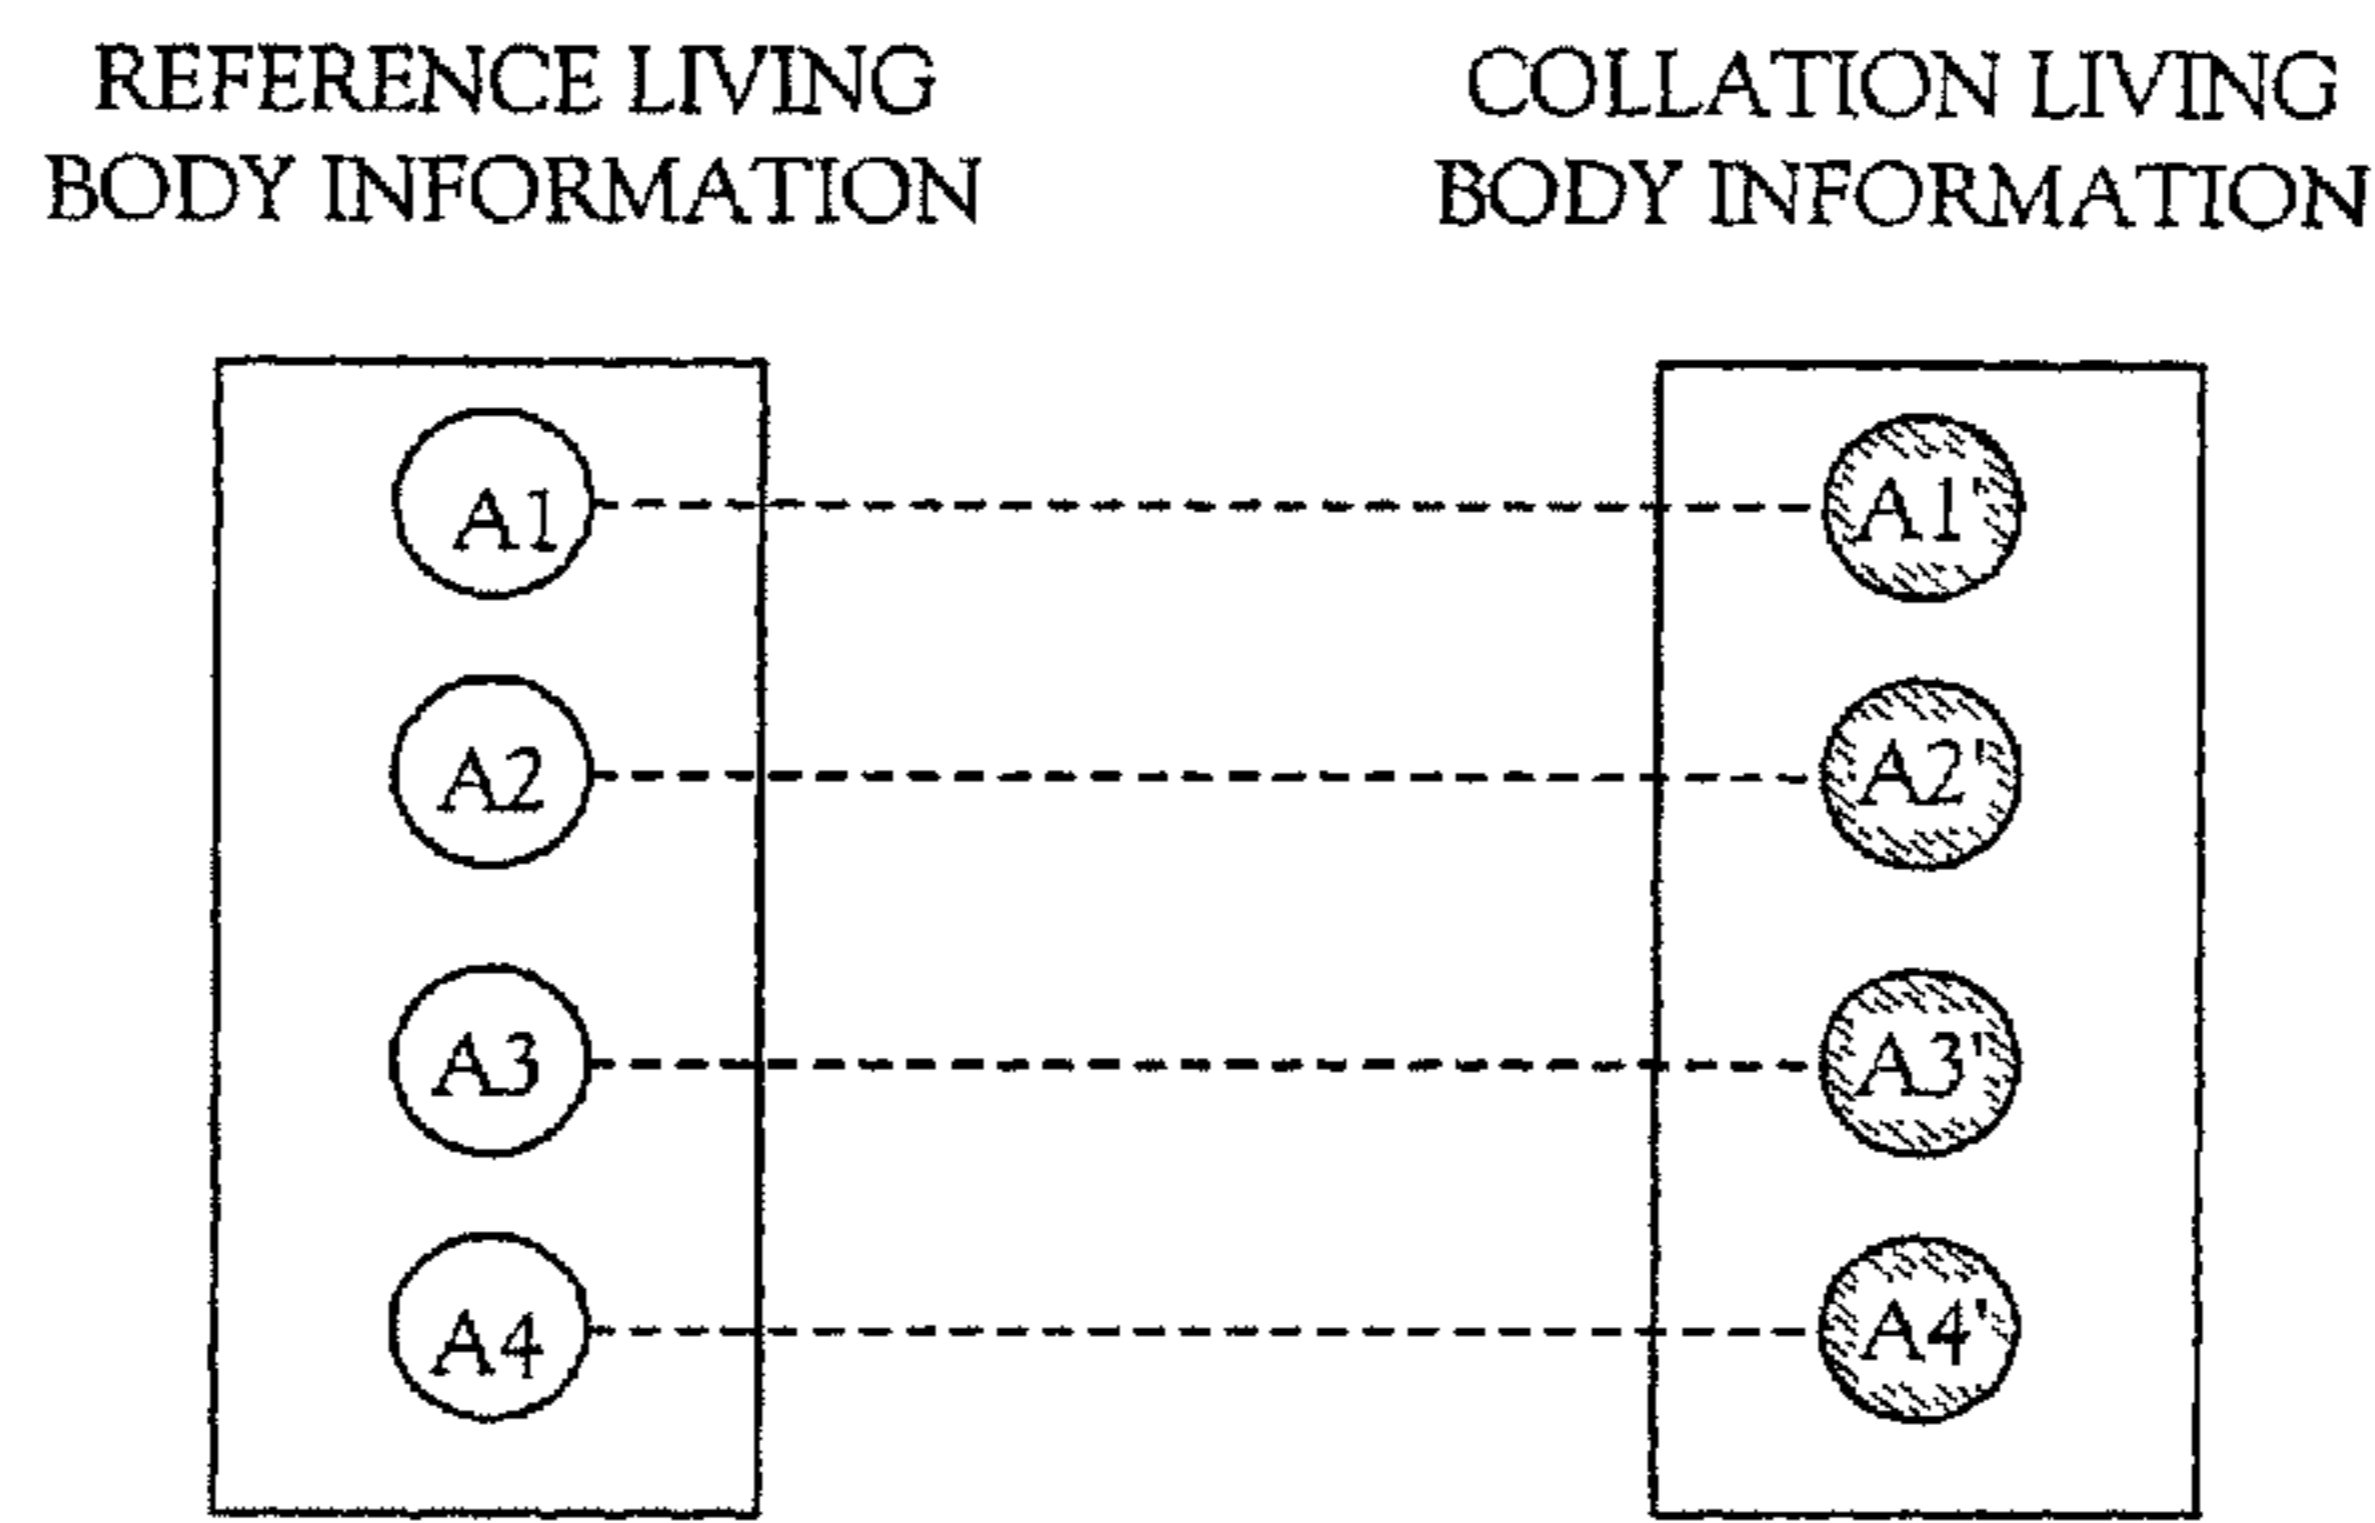 REFERENCE LIVING
BODY INFORMATION
COLLATION LIVING
BODY INFORMATION
A1
A1'
A2
A2'
A3
A3'
A4
A4'